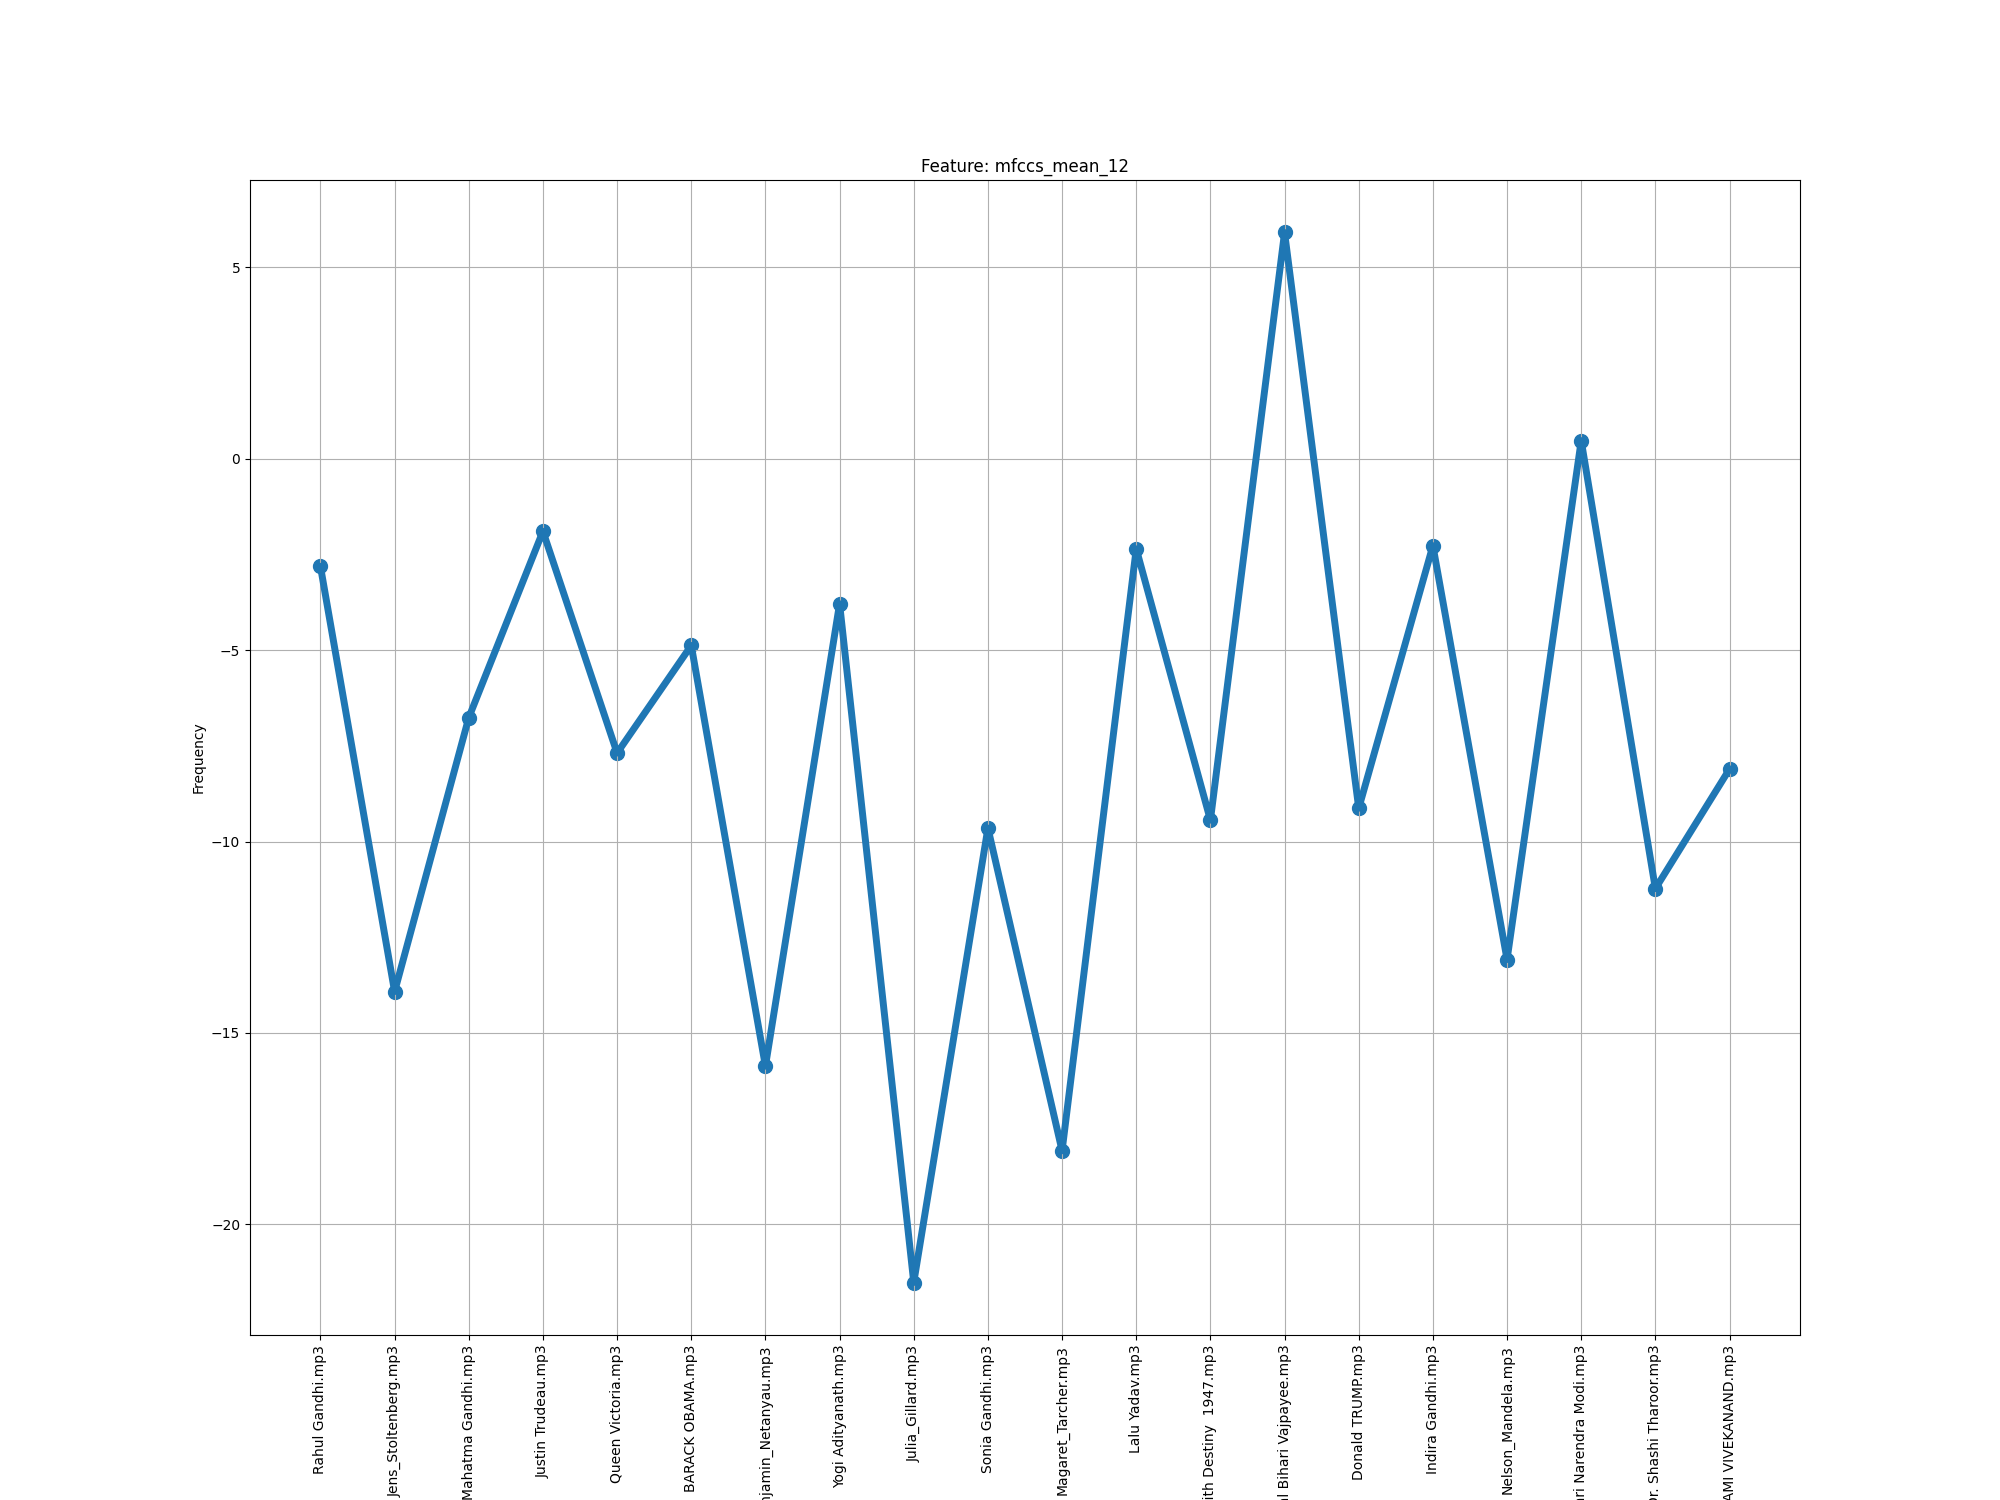 Feature: mfccs_mean_12
5
0
−5
−10
−15
−20
Frequency
Rahul Gandhi.mp3
Jens_Stoltenberg.mp3
Mahatma Gandhi.mp3
Justin Trudeau.mp3
Queen Victoria.mp3
BARACK OBAMA.mp3
njamin_Netanyau.mp3
Yogi Adityanath.mp3
Julia_Gillard.mp3
Sonia Gandhi.mp3
Magaret_Tarcher.mp3
Lalu Yadav.mp3
ith Destiny  1947.mp3
al Bihari Vajpayee.mp3
Donald TRUMP.mp3
Indira Gandhi.mp3
Nelson_Mandela.mp3
ari Narendra Modi.mp3
Dr. Shashi Tharoor.mp3
AMI VIVEKANAND.mp3